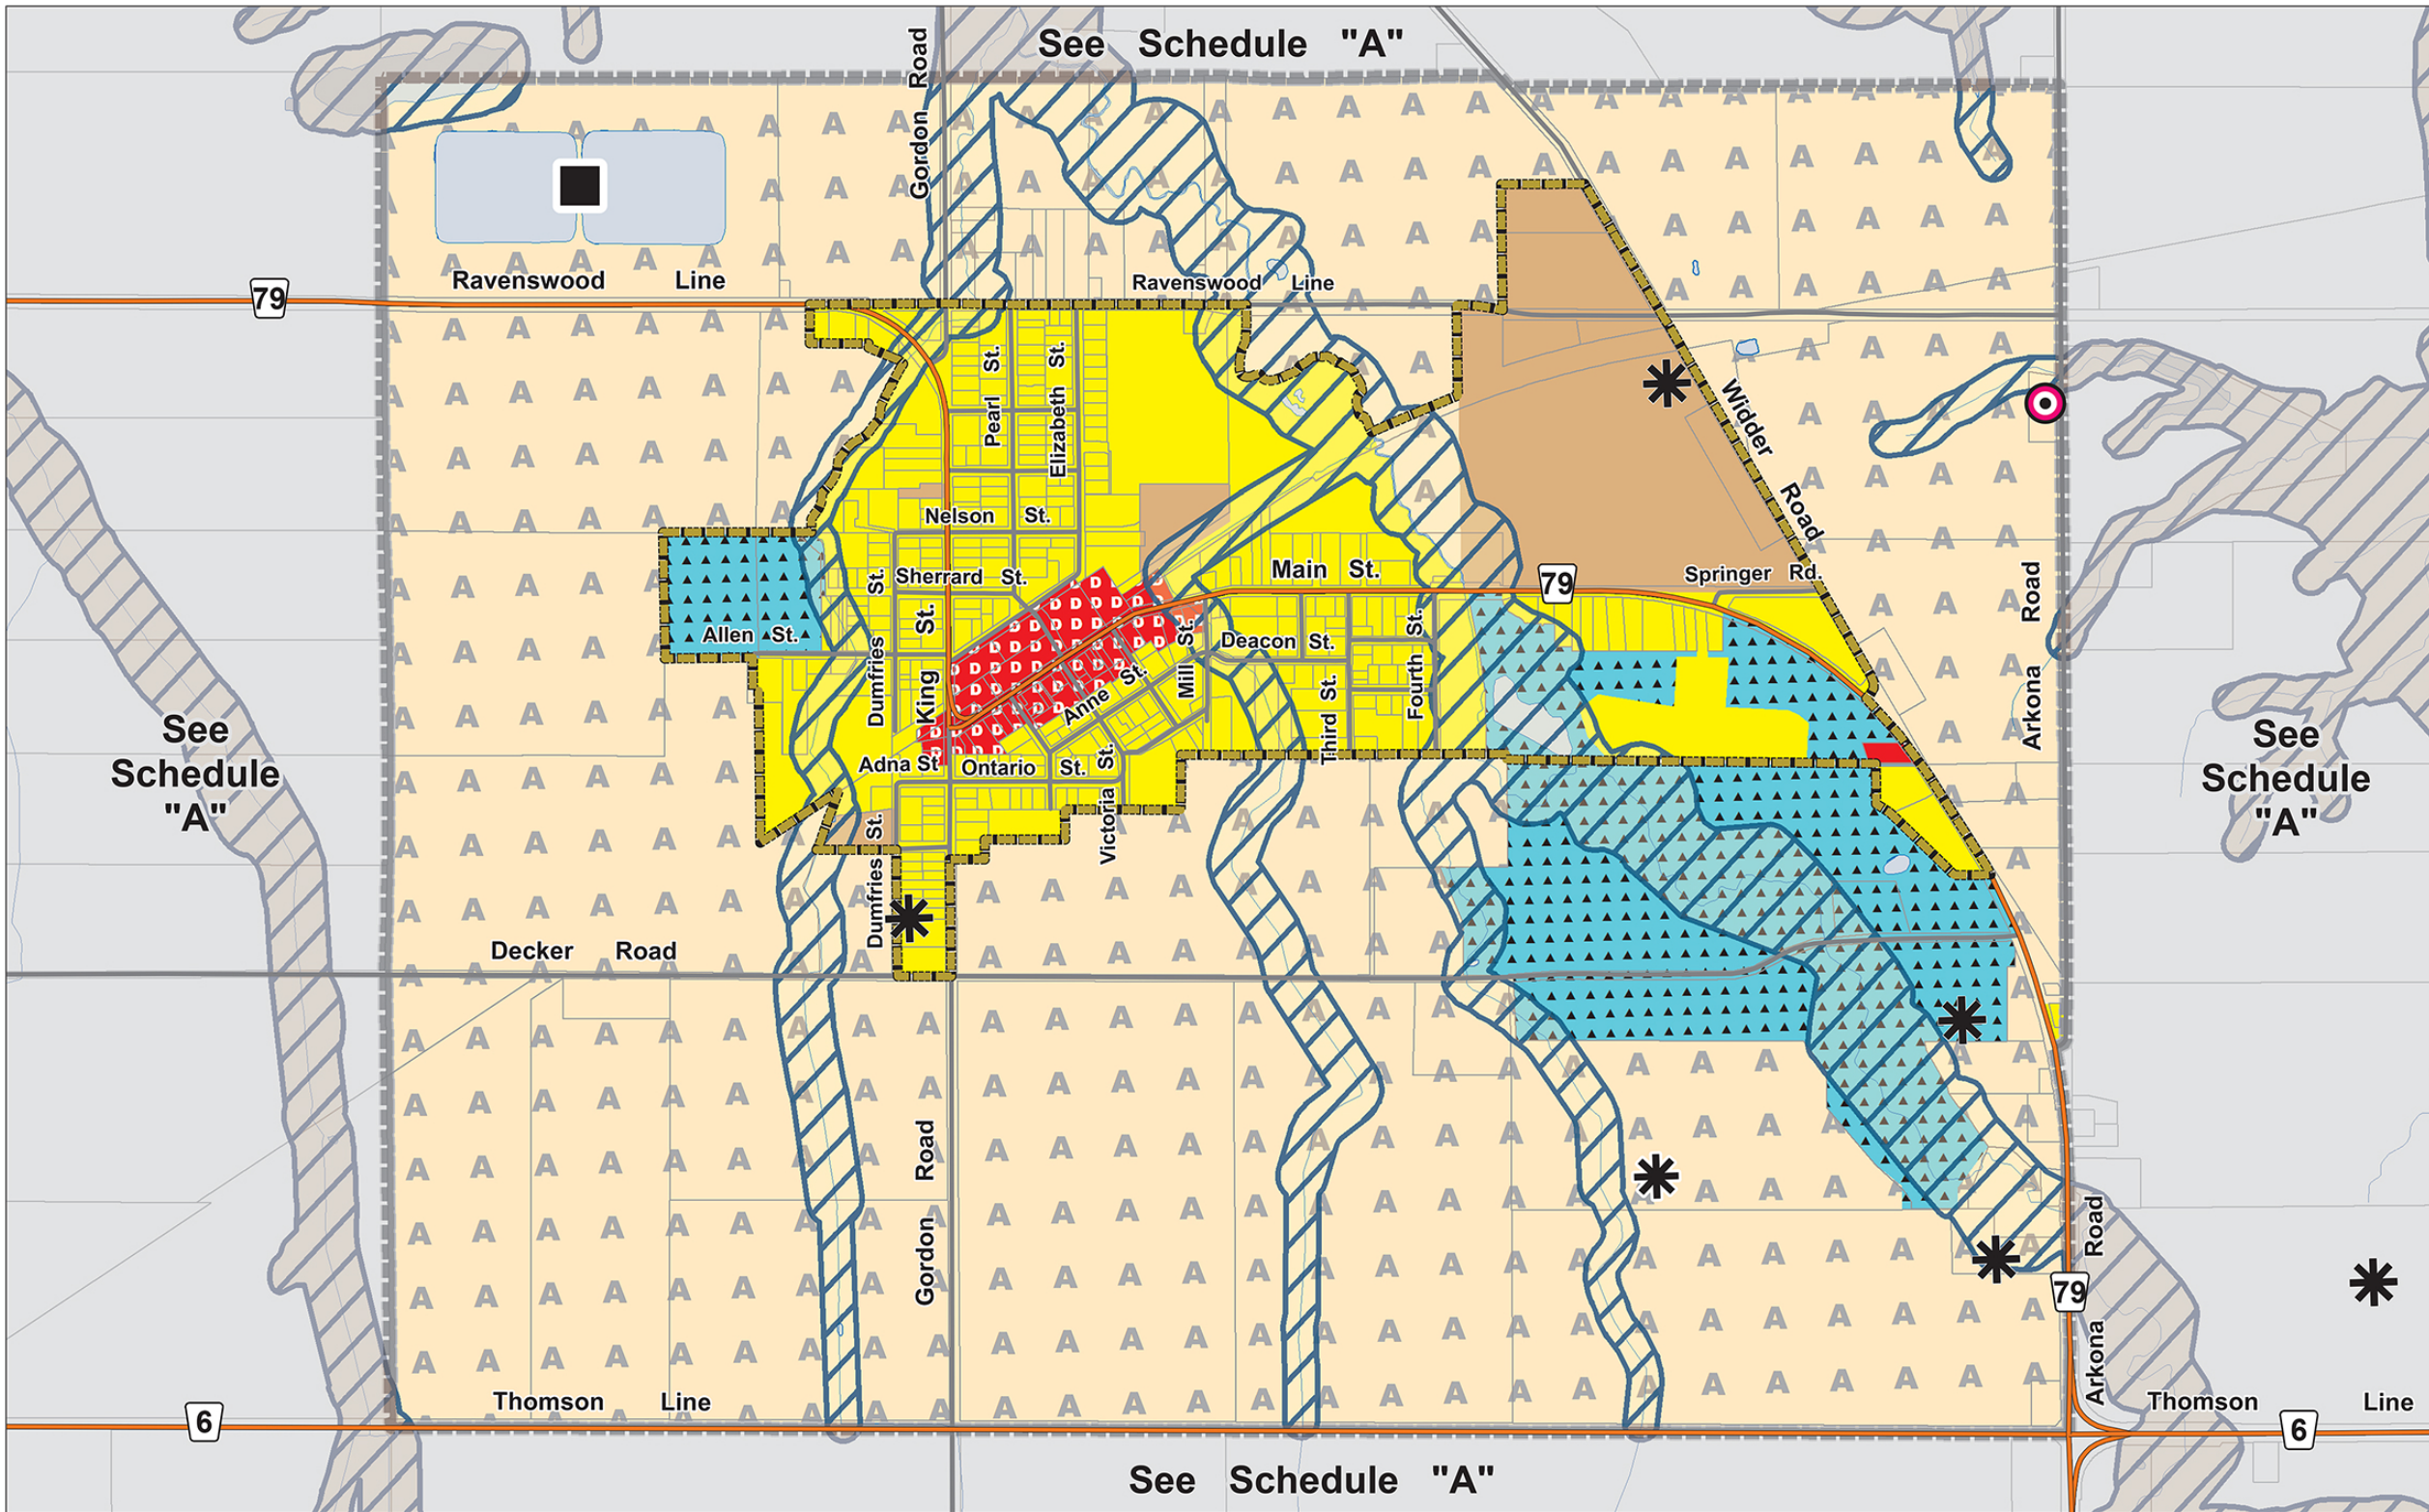 See Schedule "A"
Gordon Road
79
Ravenswood Line
Ravenswood Line
Widder Road
Pearl St.
Elizabeth St.
Nelson St.
Sherrard St.
Main St.
79
Springer Rd.
Allen St.
Dumfries St.
King St.
Anne St.
Mill St.
Deacon St.
Third St.
Fourth St.
Arkona Road
See
Schedule
"A"
See
Schedule
"A"
Adna St
Ontario St.
Victoria St.
Dumfries St.
Decker Road
Gordon Road
Arkona Road
79
Thomson Line
6
Thomson Line
6
See Schedule "A"